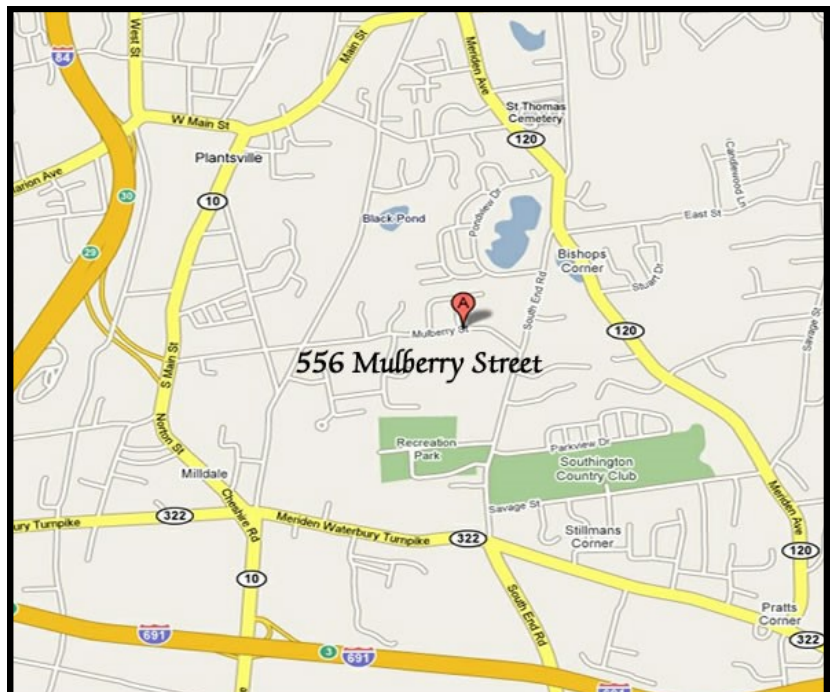 West St
84
Main St
Meriden Ave
W Main St
St Thomas
Cemetery
120
Plantsville
arion Ave
30
10
Black Pond
Pondview Dr
Candlewood Ln
East St
29
Bishops
Corner
Stuart Dr
South End Rd
A
Mulberry St
120
Savage St
556 Mulberry Street
S Main St
Norton St
Recreation
Park
Parkview Dr
Southington
Country Club
Milldale
Cheshire Rd
Savage St
Meriden Ave
ury Turnpike
322
Meriden Waterbury Turnpike
322
Stillmans
Corner
120
10
South End Rd
Pratts
Corner
322
691
3
691